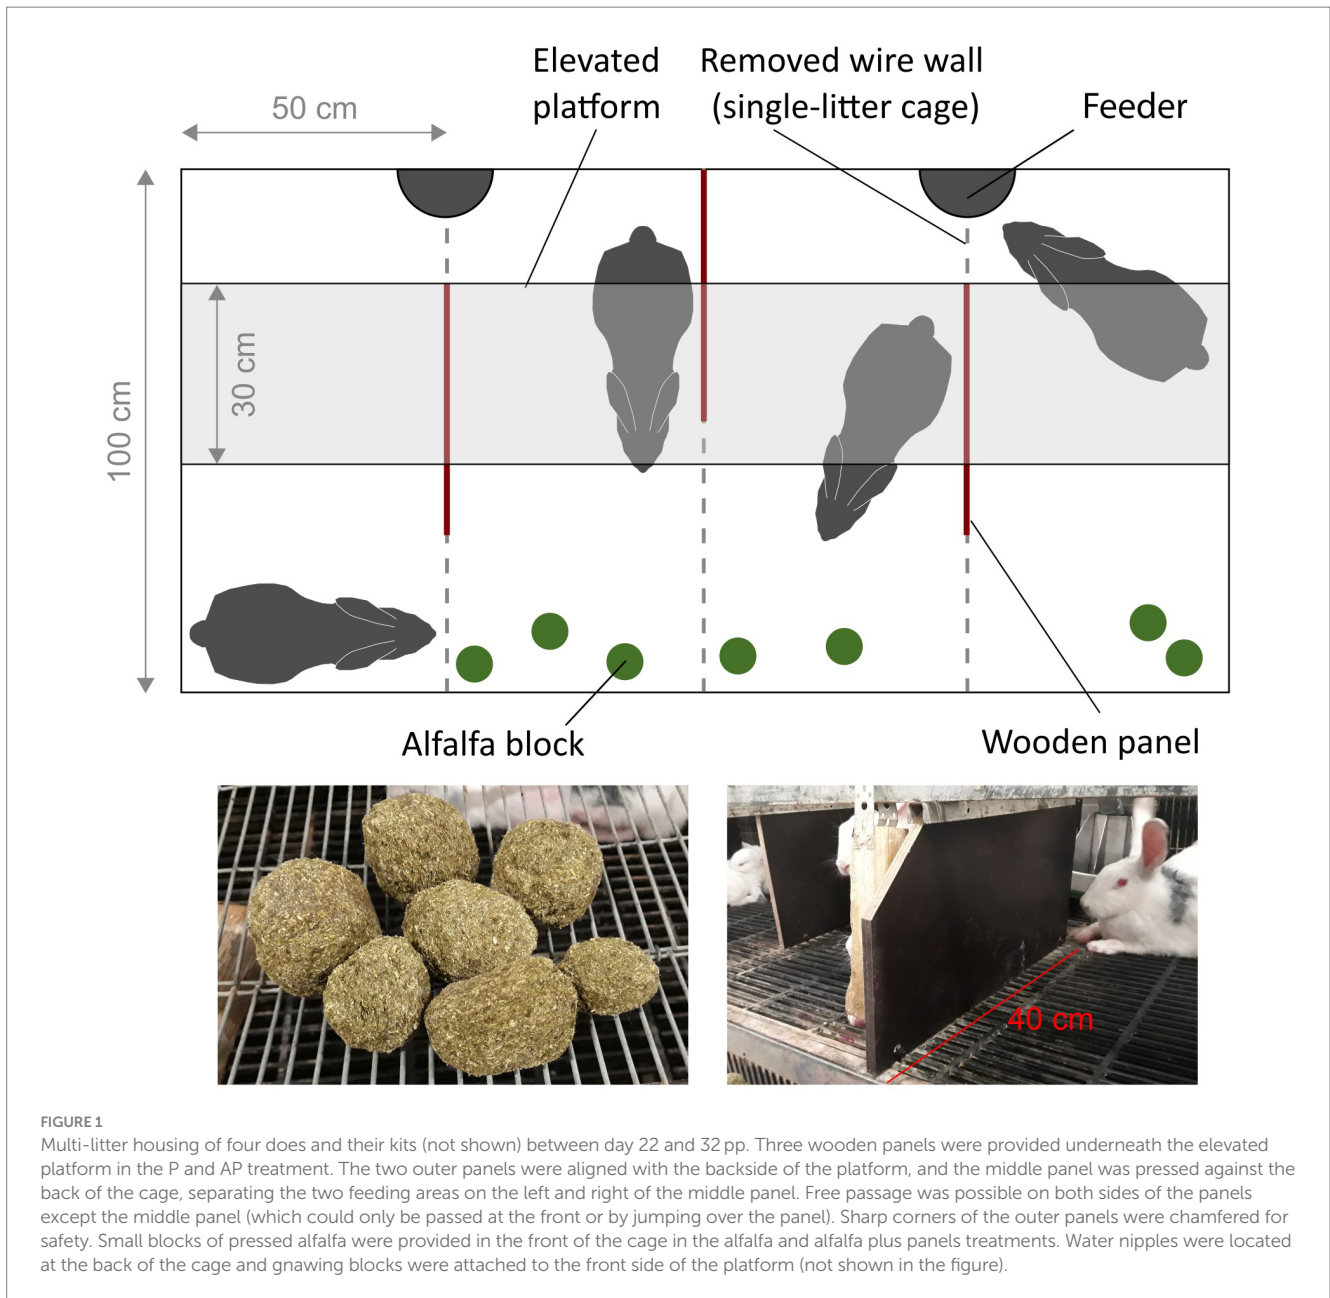 Elevated
platform
Removed wire wall
(single-litter cage)
Feeder
50 cm
100 cm
30 cm
Alfalfa block
Wooden panel
40 cm
FIGURE 1
Multi-litter housing of four does and their kits (not shown) between day 22 and 32 pp. Three wooden panels were provided underneath the elevated
platform in the P and AP treatment. The two outer panels were aligned with the backside of the platform, and the middle panel was pressed against the
back of the cage, separating the two feeding areas on the left and right of the middle panel. Free passage was possible on both sides of the panels
except the middle panel (which could only be passed at the front or by jumping over the panel). Sharp corners of the outer panels were chamfered for
safety. Small blocks of pressed alfalfa were provided in the front of the cage in the alfalfa and alfalfa plus panels treatments. Water nipples were located
at the back of the cage and gnawing blocks were attached to the front side of the platform (not shown in the figure).